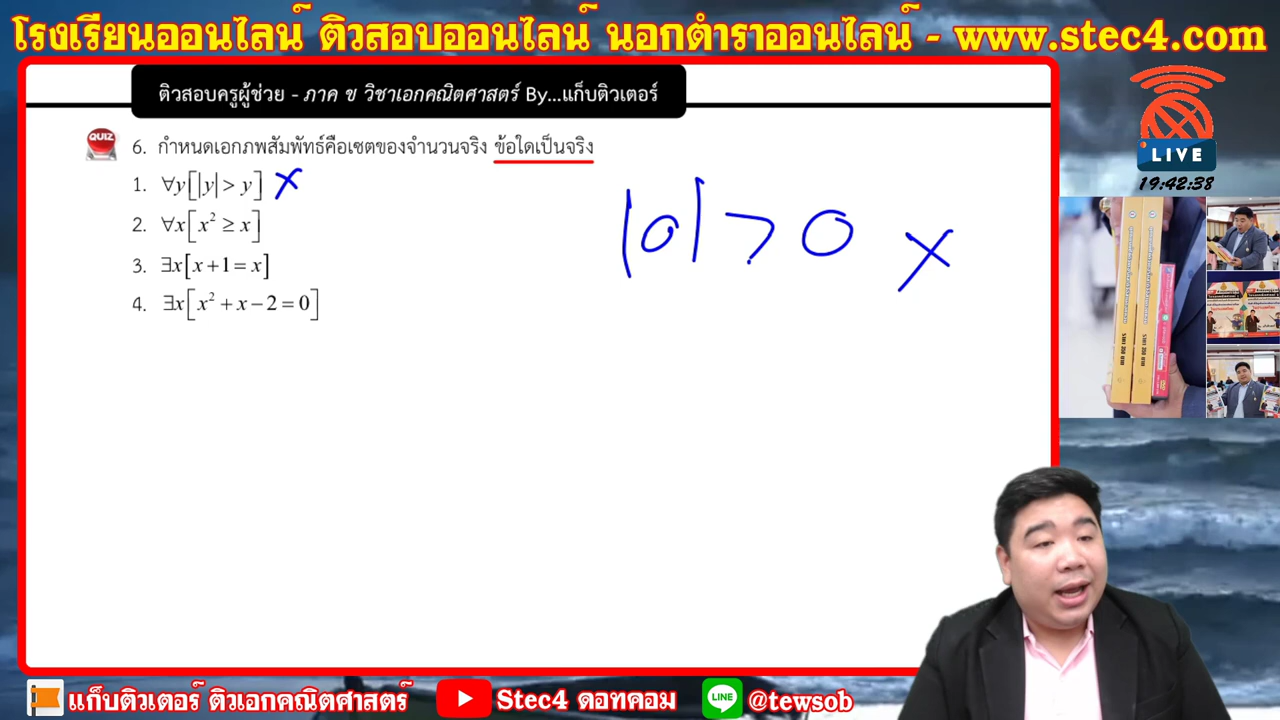 โรงเรียนออนไลน์ ติวสอบออนไลน์ นอกตำราออนไลน์ - www.stec4.com
ติวสอบครูผู้ช่วย - ภาค ข วิชาเอกคณิตศาสตร์ By...แก็บติวเตอร์
QUIZ
6. กำหนดเอกภพสัมพัทธ์คือเซตของจำนวนจริง ข้อใดเป็นจริง
1. ∀y[|y| > y] ✗
2. ∀x[x² ≥ x]
3. ∃x[x+1 = x]
4. ∃x[x² + x − 2 = 0]
|0| > 0 ✗
LIVE
19:42:38
แก็บติวเตอร์ ติวเอกคณิตศาสตร์
Stec4 ดอทคอม
LINE
@tewsob